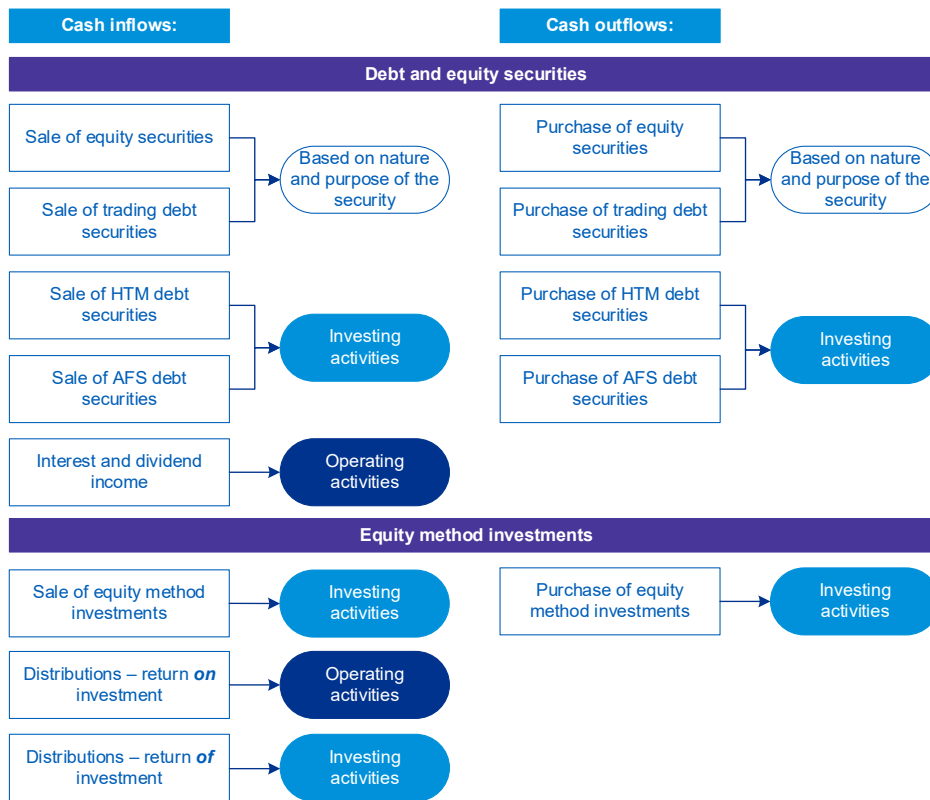 Cash inflows:
Cash outflows:
Debt and equity securities
Sale of equity securities
Sale of trading debt
securities
Based on nature
and purpose of the
security
Purchase of equity
securities
Purchase of trading debt
securities
Based on nature
and purpose of the
security
Sale of HTM debt
securities
Sale of AFS debt
securities
Investing
activities
Purchase of HTM debt
securities
Purchase of AFS debt
securities
Investing
activities
Interest and dividend
income
Operating
activities
Equity method investments
Sale of equity method
investments
Investing
activities
Purchase of equity
method investments
Investing
activities
Distributions – return on
investment
Operating
activities
Distributions – return of
investment
Investing
activities